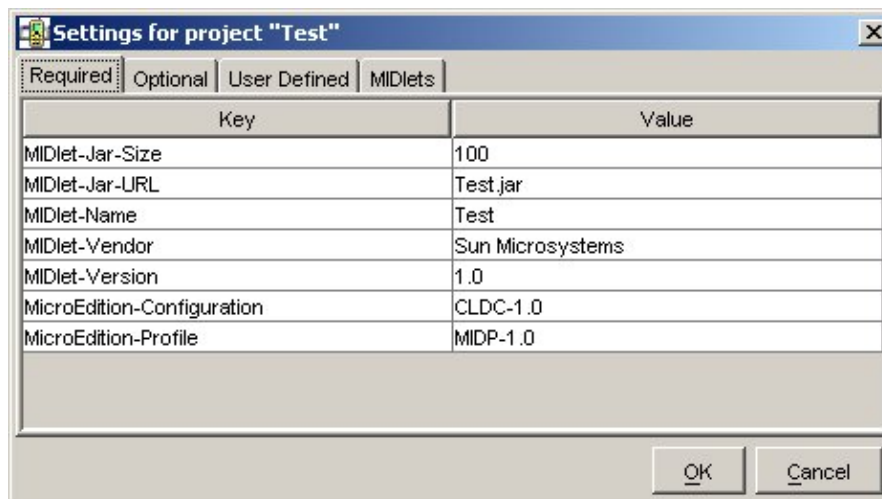 Settings for project "Test"
Required Optional User Defined MIDlets
Key Value
MIDlet-Jar-Size 100
MIDlet-Jar-URL Test.jar
MIDlet-Name Test
MIDlet-Vendor Sun Microsystems
MIDlet-Version 1.0
MicroEdition-Configuration CLDC-1.0
MicroEdition-Profile MIDP-1.0
OK Cancel